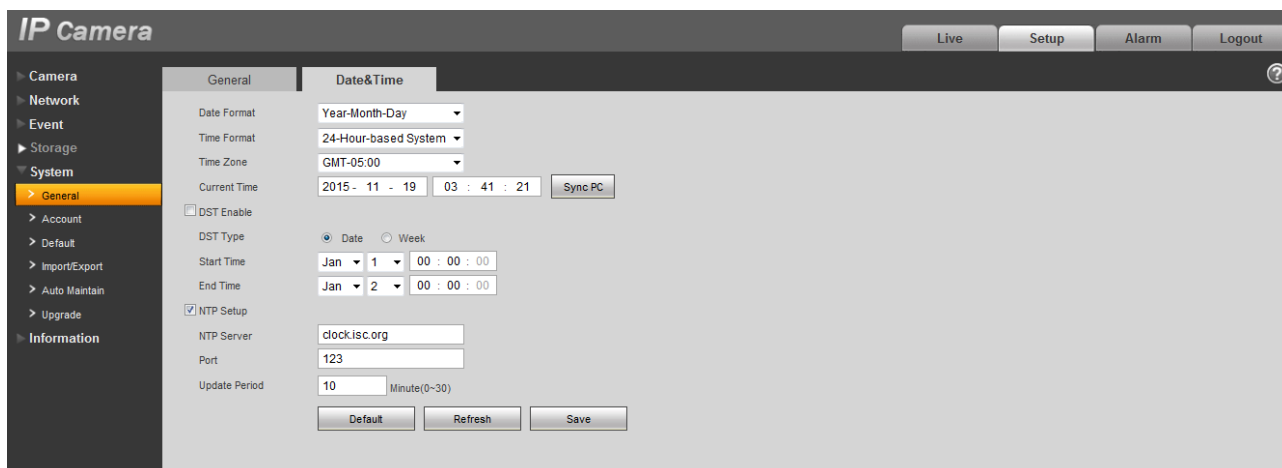 IP Camera
Live Setup Alarm Logout
Camera
Network
Event
Storage
System
General
Account
Default
Import/Export
Auto Maintain
Upgrade
Information
General Date&Time
Date Format Year-Month-Day
Time Format 24-Hour-based System
Time Zone GMT-05:00
Current Time 2015 - 11 - 19 03 : 41 : 21 Sync PC
DST Enable
DST Type Date Week
Start Time Jan 1 00 : 00 : 00
End Time Jan 2 00 : 00 : 00
NTP Setup
NTP Server clock.isc.org
Port 123
Update Period 10 Minute(0~30)
Default Refresh Save
?